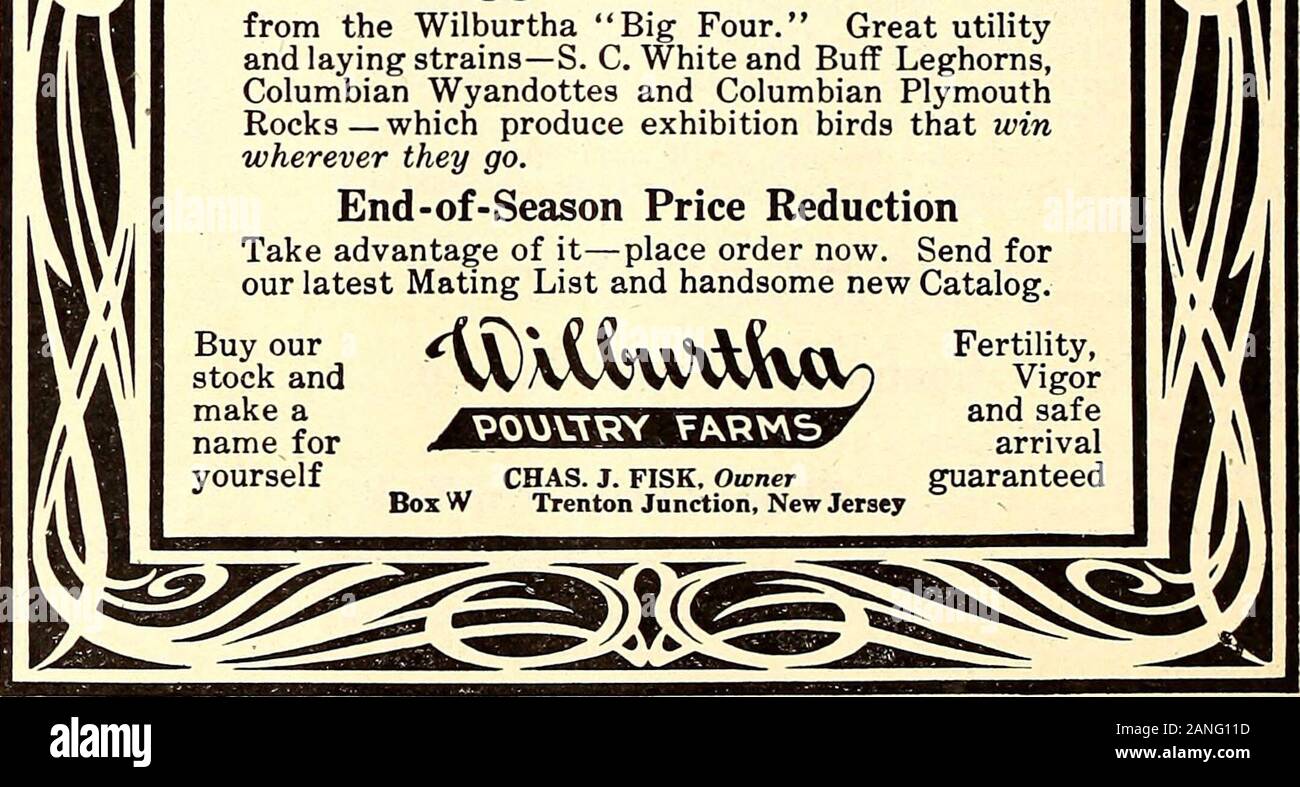 from the Wilburtha "Big Four." Great utility
and laying strains—S. C. White and Buff Leghorns,
Columbian Wyandottes and Columbian Plymouth
Rocks — which produce exhibition birds that win
wherever they go.
End-of-Season Price Reduction
Take advantage of it—place order now. Send for
our latest Mating List and handsome new Catalog.
Buy our
stock and
make a
name for
yourself
Wilburtha
POULTRY FARMS
CHAS. J. FISK, Owner
Box W Trenton Junction, New Jersey
Fertility,
Vigor
and safe
arrival
guaranteed
alamy
Image ID: 2ANG11D
www.alamy.com